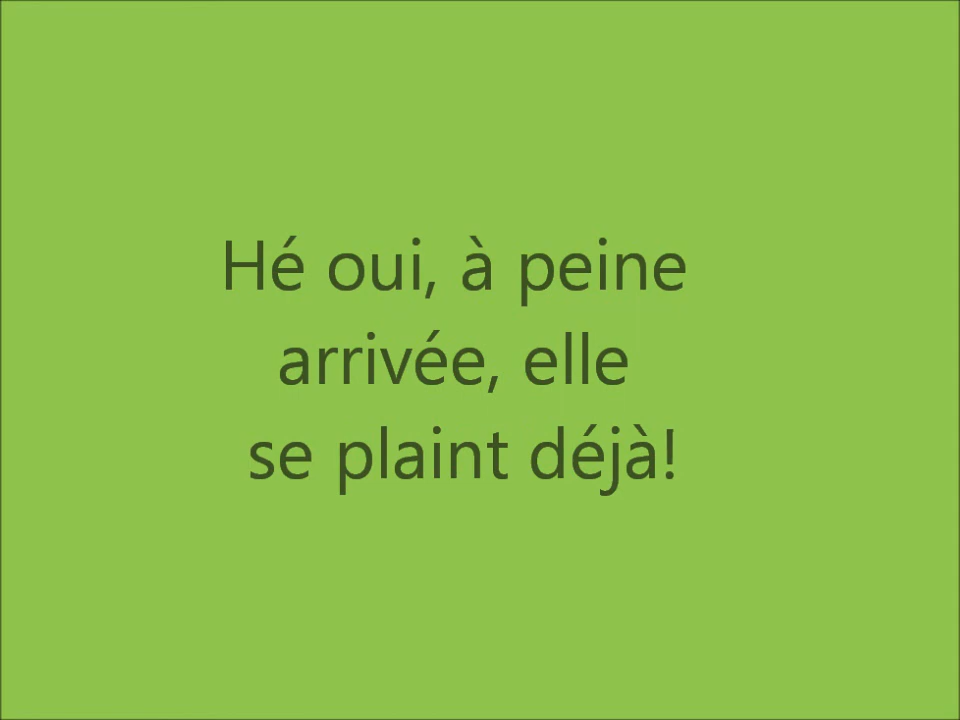 Hé oui, à peine
arrivée, elle
se plaint déjà!